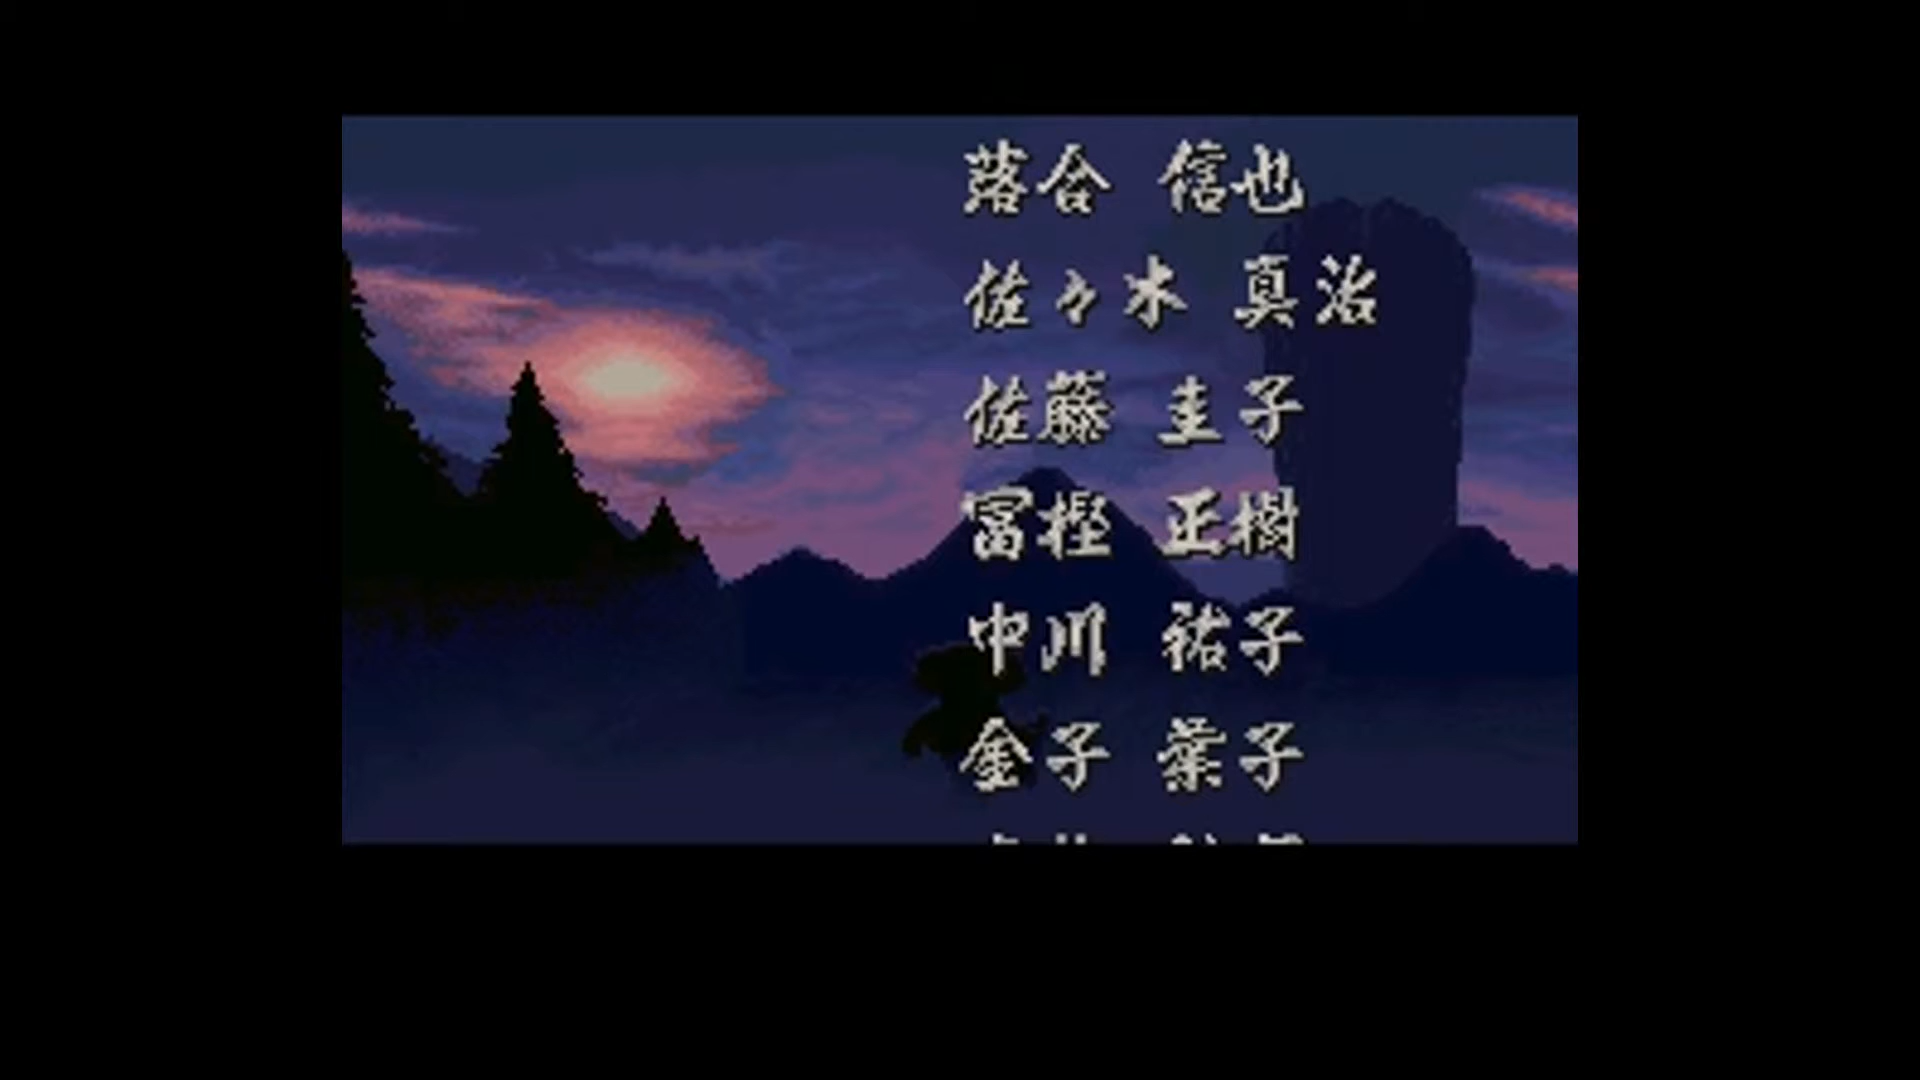 落合 信也
佐々木 真治
佐藤 圭子
富樫 正樹
中川 祐子
金子 葉子